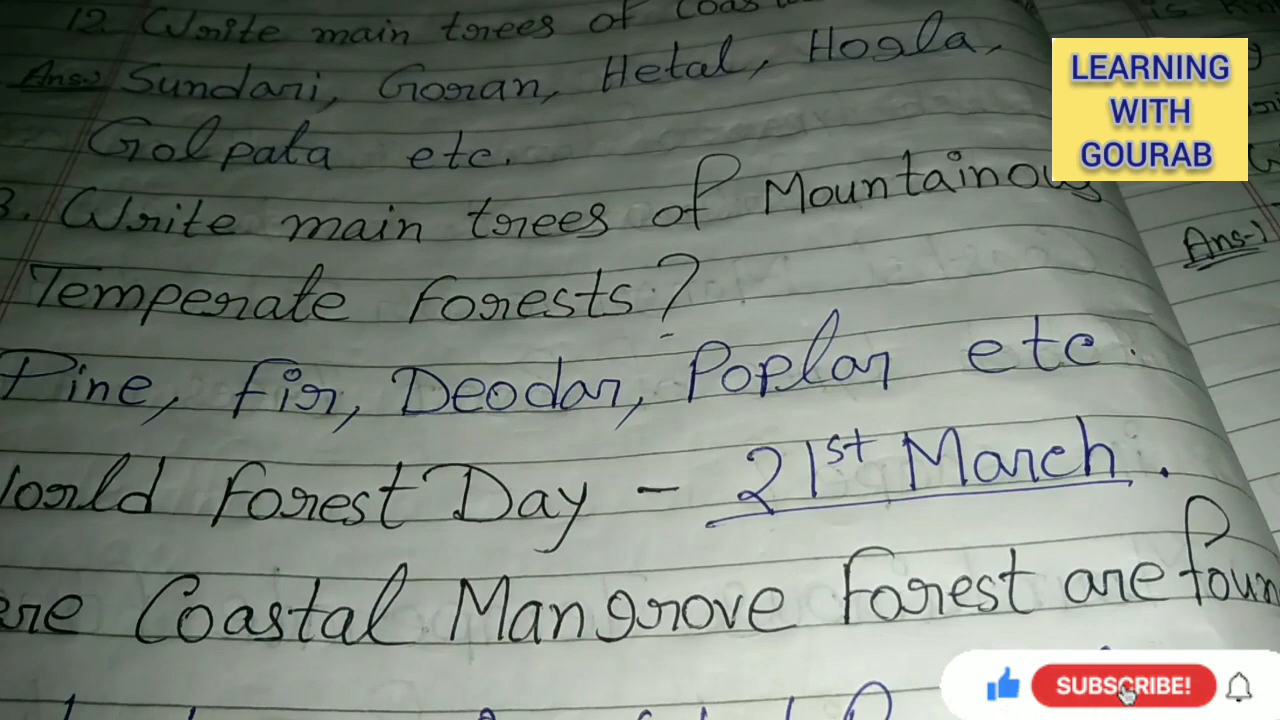 12. Write main trees of Coas
Ans:) Sundari, Goran, Hetal, Hogla,
Golpata etc.
3. Write main trees of Mountainous
Temperate Forests?
Pine, Fir, Deodar, Poplar etc.
World Forest Day - 21st March.
ere Coastal Mangrove Forest are foun
Ans:)
LEARNING
WITH
GOURAB
SUBSCRIBE!